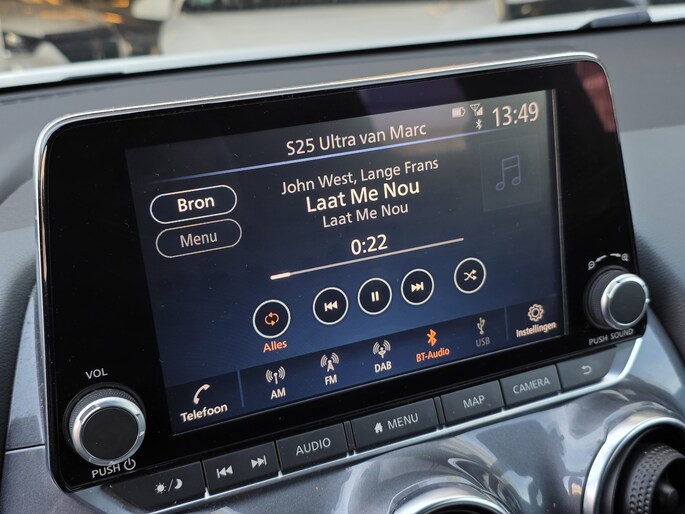 13:49
S25 Ultra van Marc
John West, Lange Frans
Laat Me Nou
Laat Me Nou
Bron
Menu
0:22
Alles
Telefoon
AM
FM
DAB
BT-Audio
USB
Instellingen
VOL
PUSH
PUSH SOUND
AUDIO
MENU
MAP
CAMERA